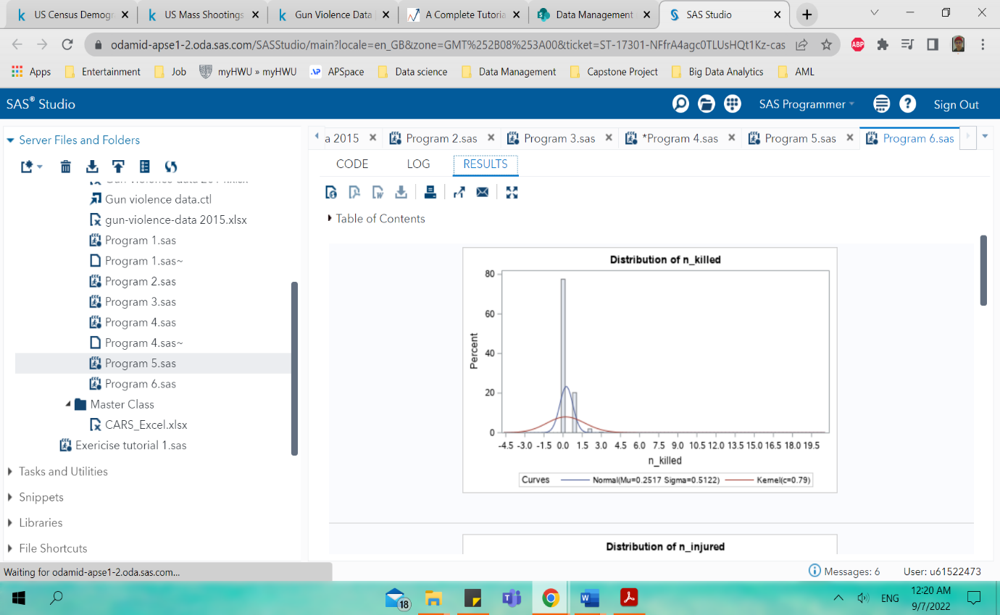 US Census Demogr
US Mass Shootings
Gun Violence Data
A Complete Tutoria
Data Management
SAS Studio
odamid-apse1-2.oda.sas.com/SASStudio/main?locale=en_GB&zone=GMT%252B08%253A00&ticket=ST-17301-NFfrA4agc0TLUsHQt1Kz-cas
ABP
Apps
Entertainment
Job
myHWU » myHWU
APSpace
Data science
Data Management
Capstone Project
Big Data Analytics
AML
SAS® Studio
SAS Programmer
Sign Out
Server Files and Folders
Gun violence data.ctl
gun-violence-data 2015.xlsx
Program 1.sas
Program 1.sas~
Program 2.sas
Program 3.sas
Program 4.sas
Program 4.sas~
Program 5.sas
Program 6.sas
Master Class
CARS_Excel.xlsx
Exericise tutorial 1.sas
Tasks and Utilities
Snippets
Libraries
File Shortcuts
a 2015
Program 2.sas
Program 3.sas
*Program 4.sas
Program 5.sas
Program 6.sas
CODE
LOG
RESULTS
Table of Contents
Distribution of n_killed
Percent
80
60
40
20
0
-4.5 -3.0 -1.5 0.0 1.5 3.0 4.5 6.0 7.5 9.0 10.5 12.0 13.5 15.0 16.5 18.0 19.5
n_killed
Curves Normal(Mu=0.2517 Sigma=0.5122) Kernel(c=0.79)
Distribution of n_injured
Waiting for odamid-apse1-2.oda.sas.com...
Messages: 6
User: u61522473
18
ENG
12:20 AM
9/7/2022